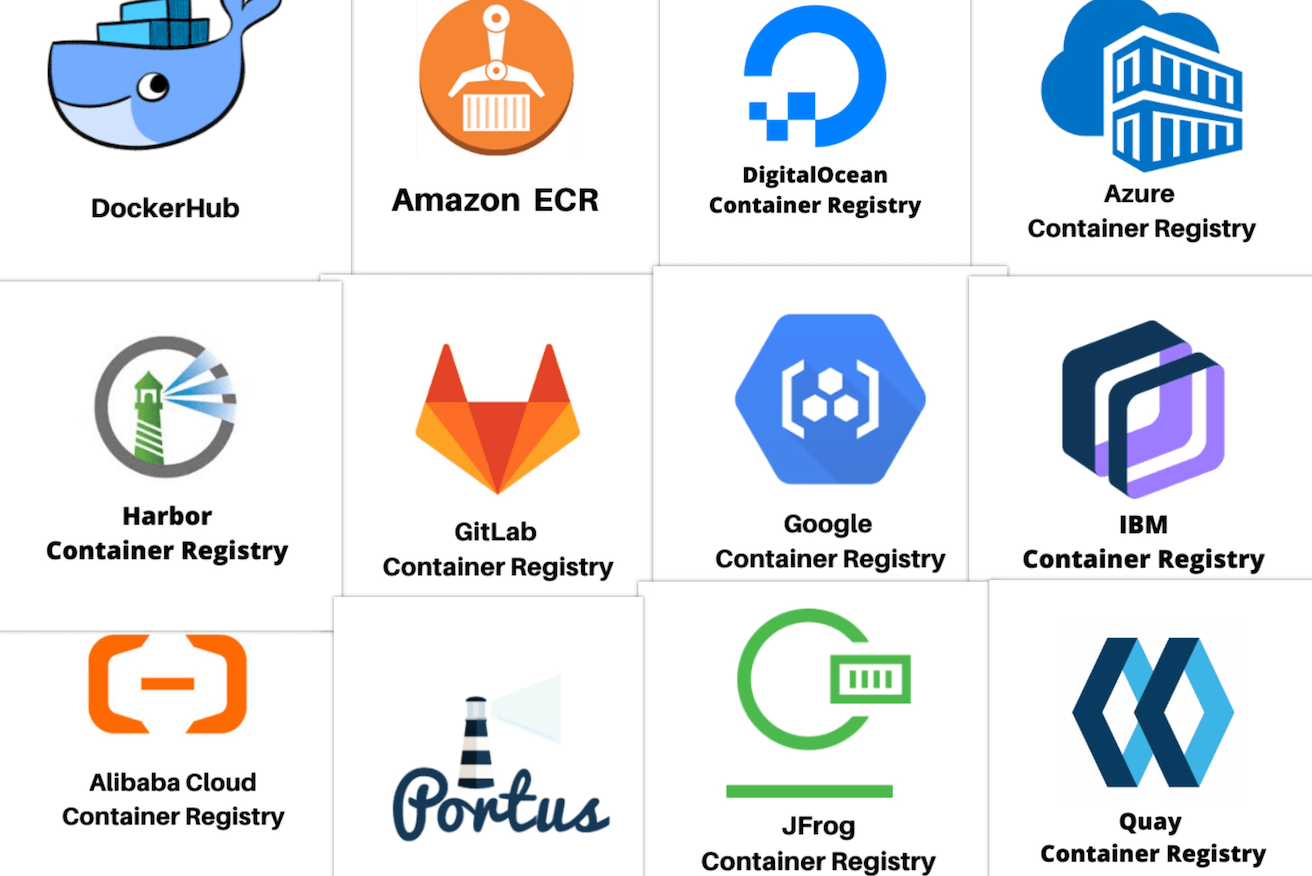 DockerHub
Amazon ECR
DigitalOcean
Container Registry
Azure
Container Registry
Harbor
Container Registry
GitLab
Container Registry
Google
Container Registry
IBM
Container Registry
Alibaba Cloud
Container Registry
Portus
JFrog
Container Registry
Quay
Container Registry